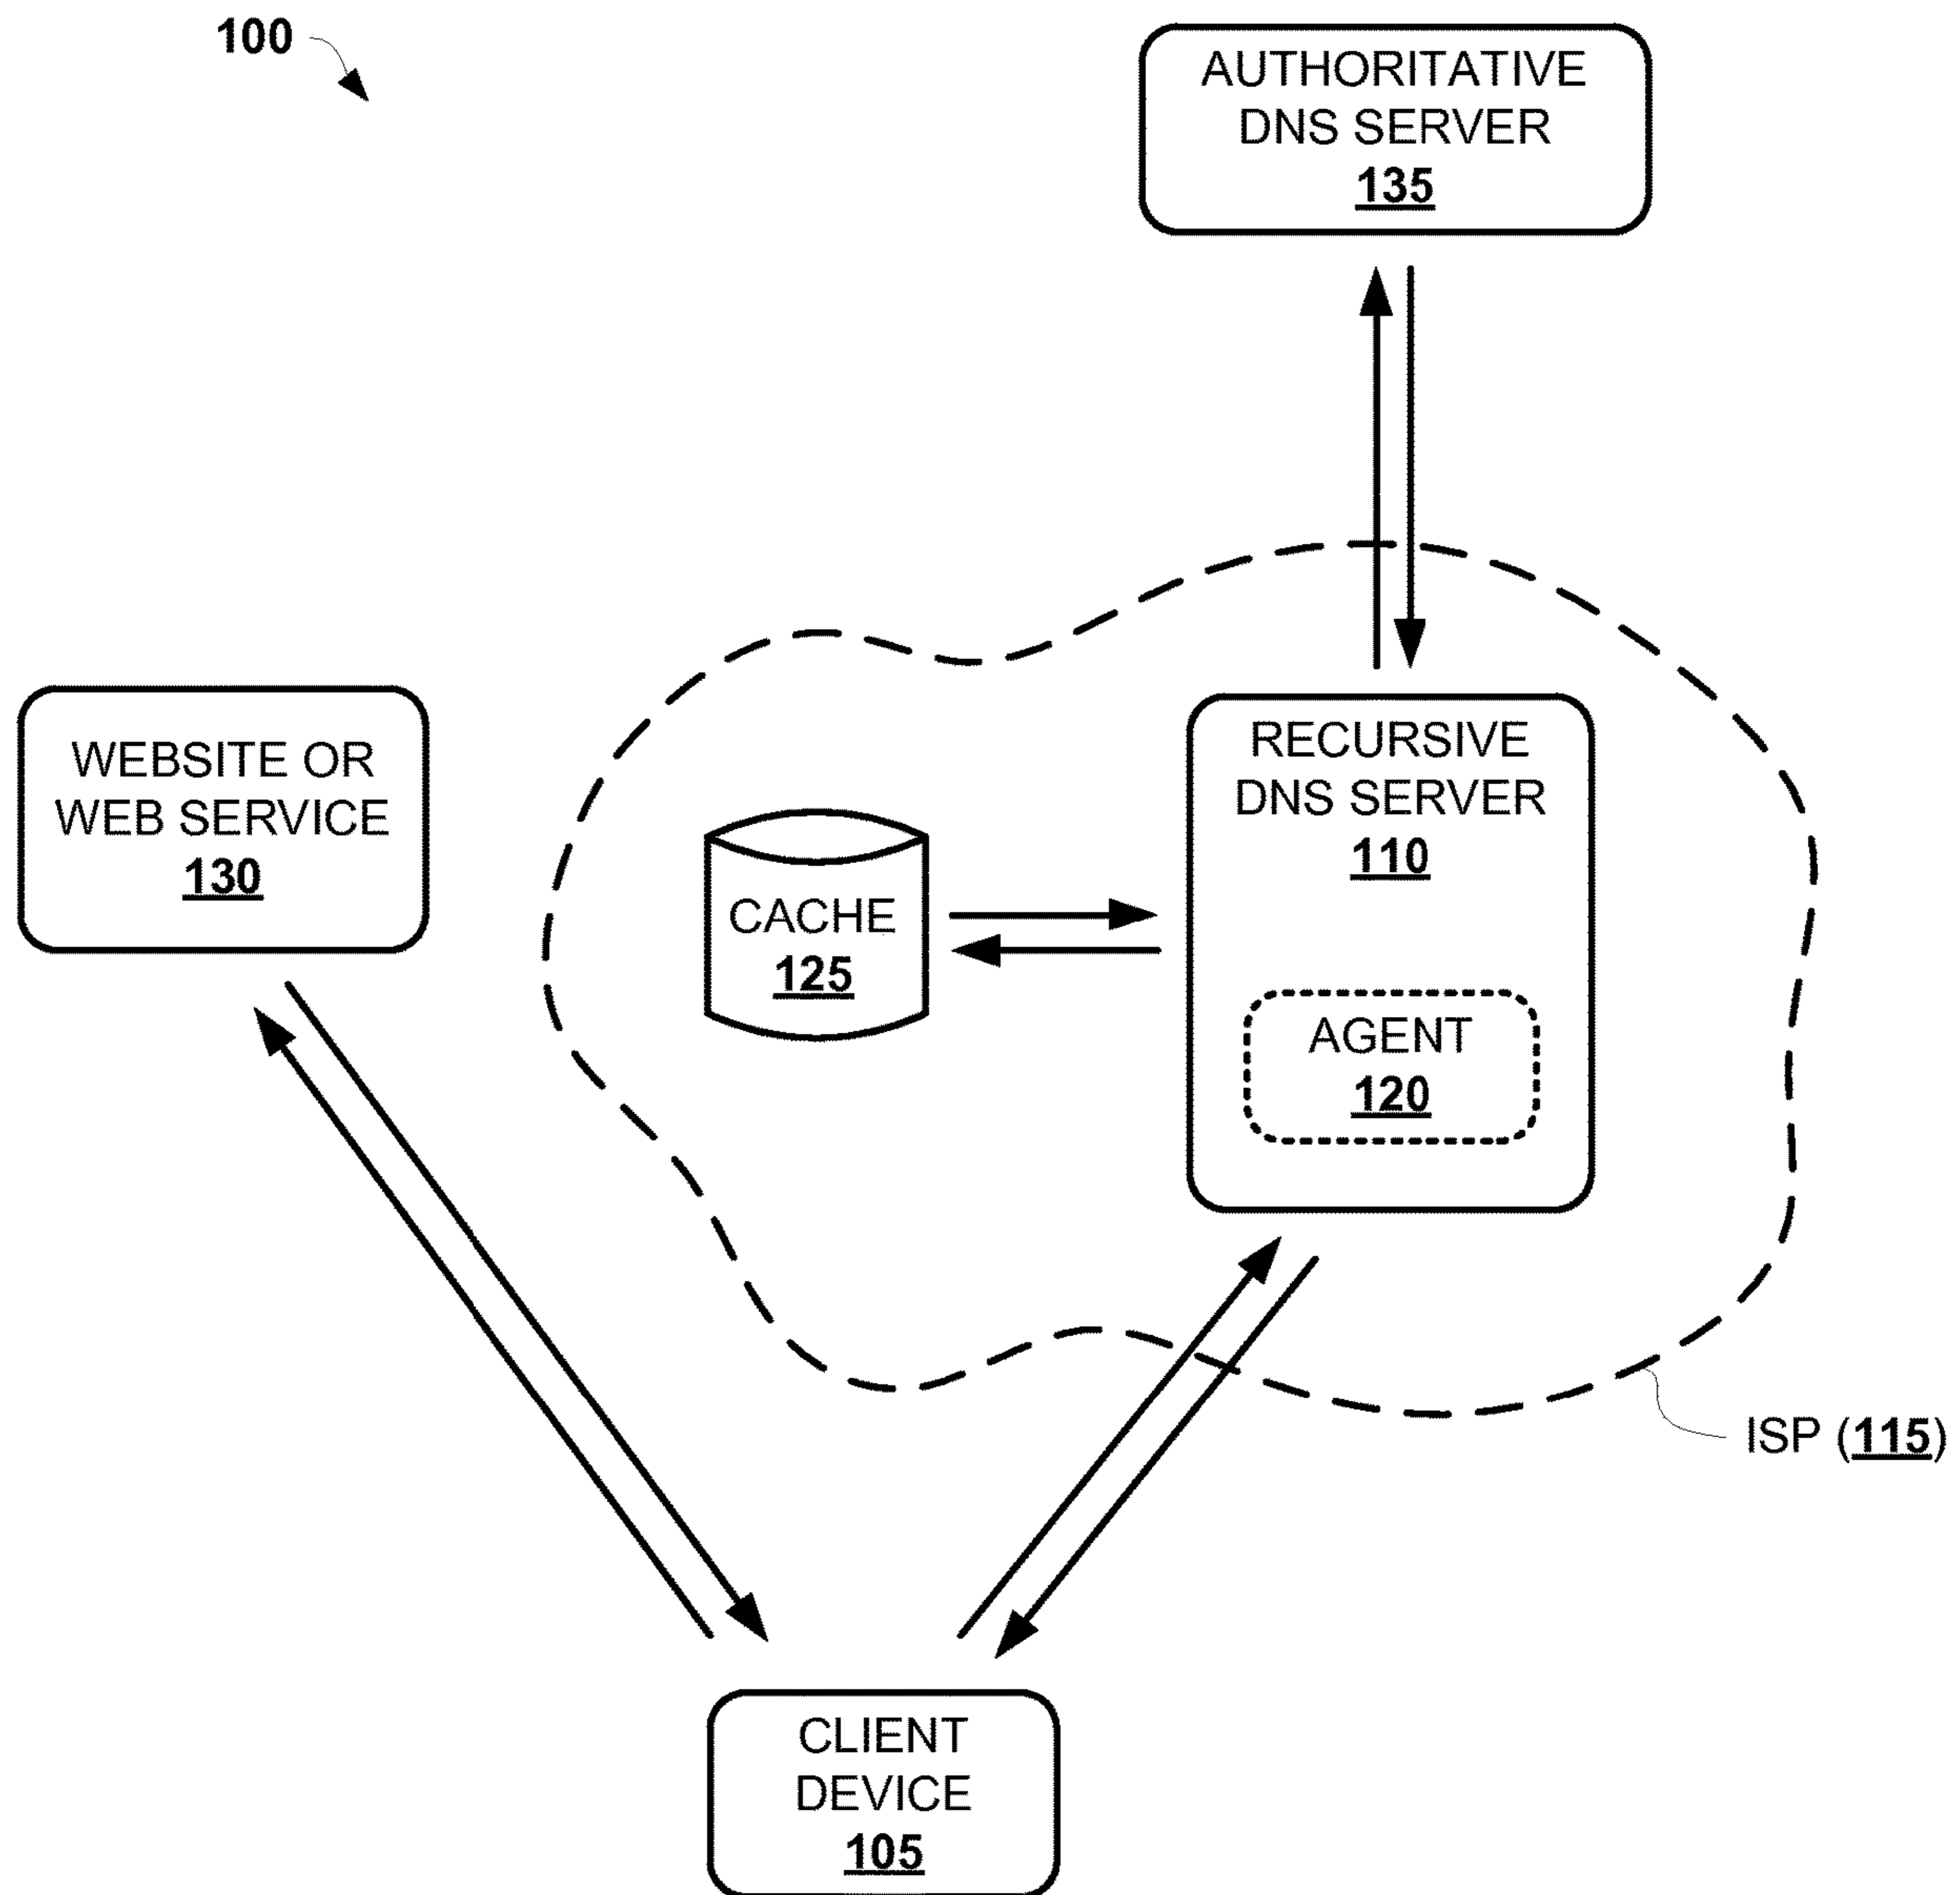 100
AUTHORITATIVE
DNS SERVER
135
WEBSITE OR
WEB SERVICE
130
RECURSIVE
DNS SERVER
110
CACHE
125
AGENT
120
ISP (115)
CLIENT
DEVICE
105